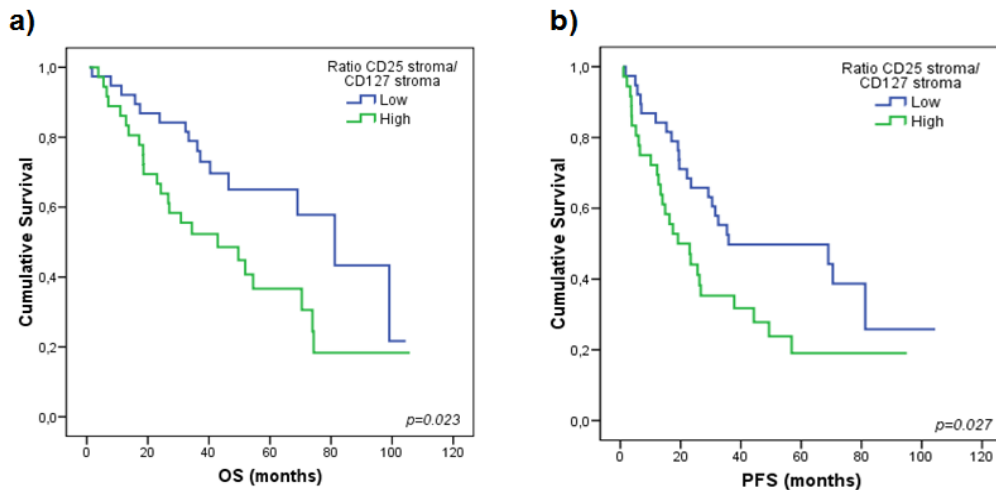 a)
Cumulative Survival
1,0
0,8
0,6
0,4
0,2
0,0
Ratio CD25 stroma/
CD127 stroma
Low
High
p=0.023
0 20 40 60 80 100 120
OS (months)
b)
Cumulative Survival
1,0
0,8
0,6
0,4
0,2
0,0
Ratio CD25 stroma/
CD127 stroma
Low
High
p=0.027
0 20 40 60 80 100 120
PFS (months)